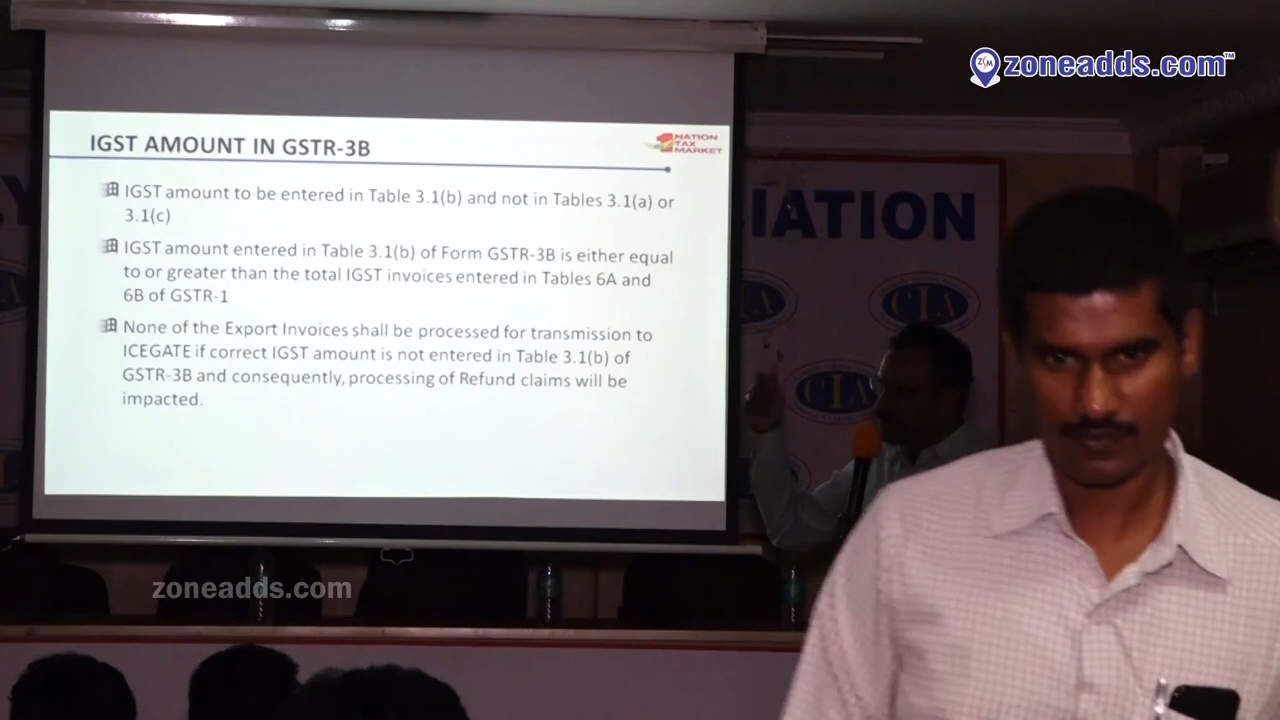 zoneadds.com™
IGST AMOUNT IN GSTR-3B
NATION
TAX
MARKET
IGST amount to be entered in Table 3.1(b) and not in Tables 3.1(a) or
3.1(c)
IGST amount entered in Table 3.1(b) of Form GSTR-3B is either equal
to or greater than the total IGST invoices entered in Tables 6A and
6B of GSTR-1
None of the Export Invoices shall be processed for transmission to
ICEGATE if correct IGST amount is not entered in Table 3.1(b) of
GSTR-3B and consequently, processing of Refund claims will be
impacted.
IATION
CLA
CLA
zoneadds.com